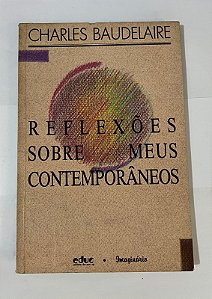 CHARLES BAUDELAIRE
REFLEXÕES
SOBRE MEUS
CONTEMPORÂNEOS
educ • Imaginário